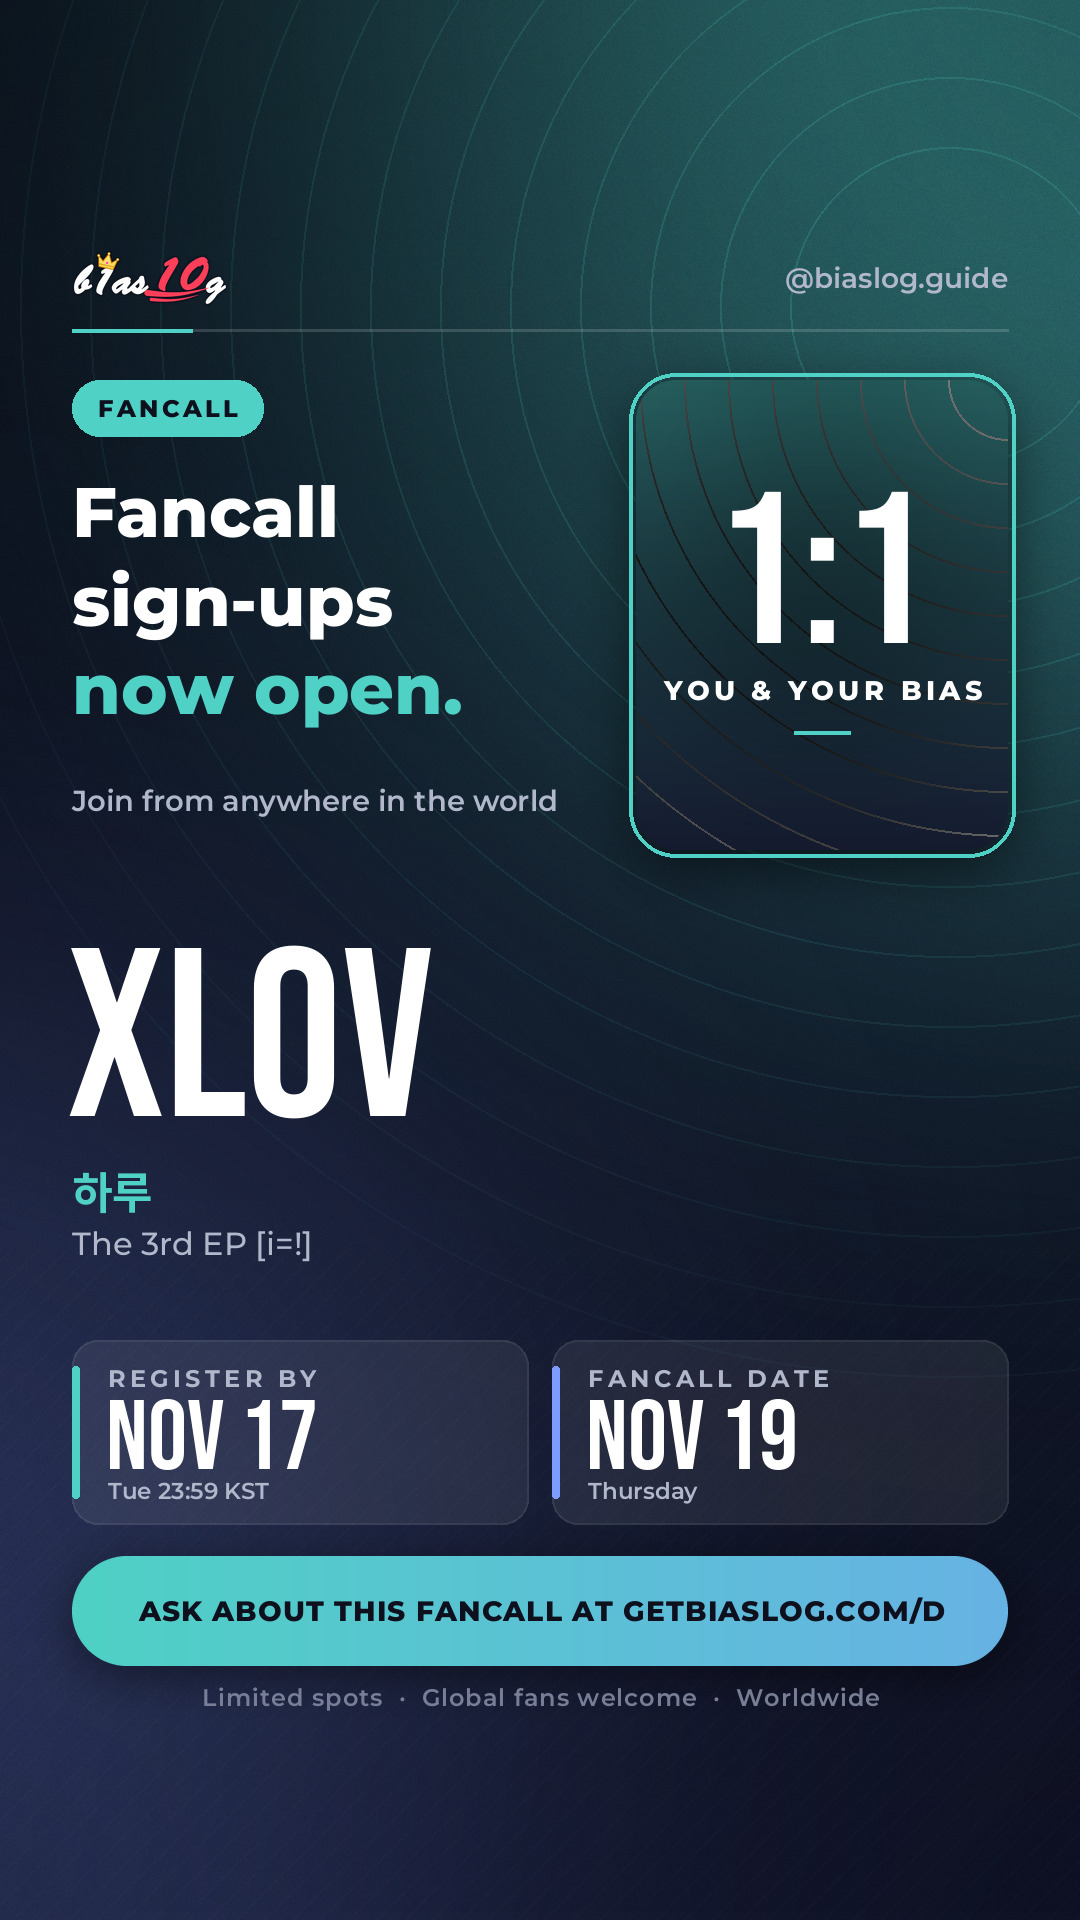 b1as10g
@biaslog.guide
FANCALL
Fancall
sign-ups
now open.
Join from anywhere in the world
1:1
YOU & YOUR BIAS
XLOV
하루
The 3rd EP [i=!]
REGISTER BY
NOV 17
Tue 23:59 KST
FANCALL DATE
NOV 19
Thursday
ASK ABOUT THIS FANCALL AT GETBIASLOG.COM/D
Limited spots · Global fans welcome · Worldwide